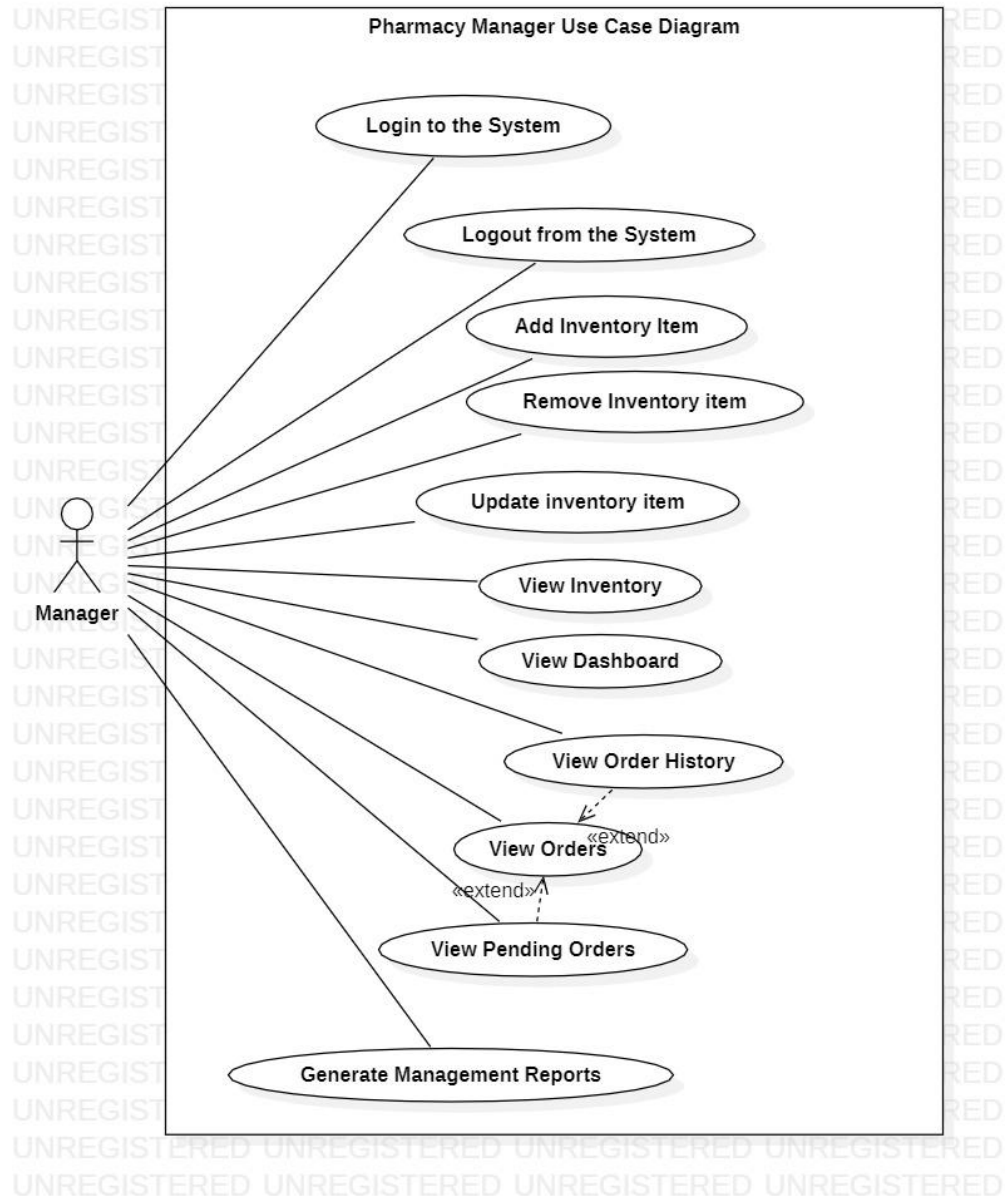 Pharmacy Manager Use Case Diagram
Login to the System
Logout from the System
Add Inventory Item
Remove Inventory item
Update inventory item
View Inventory
Manager
View Dashboard
View Order History
«extend»
View Orders
«extend»
View Pending Orders
Generate Management Reports
UNREGISTERED UNREGISTERED UNREGISTERED UNREGISTERED
UNREGISTERED UNREGISTERED UNREGISTERED UNREGISTERED